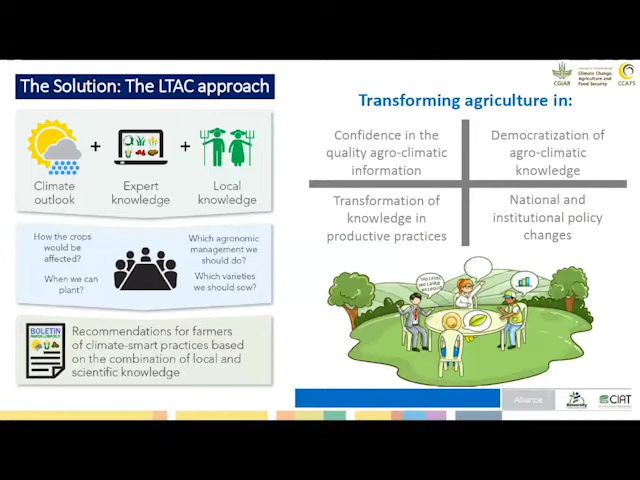 The Solution: The LTAC approach
Climate
outlook
+
Expert
knowledge
+
Local
knowledge
How the crops
would be
affected?
When we can
plant?
Which agronomic
management we
should do?
Which varieties
we should sow?
BOLETIN
Recommendations for farmers
of climate-smart practices based
on the combination of local and
scientific knowledge
CGIAR
Climate Change,
Agriculture and
Food Security
CCAFS
Transforming agriculture in:
Confidence in the
quality agro-climatic
information
Democratization of
agro-climatic
knowledge
Transformation of
knowledge in
productive practices
National and
institutional policy
changes
Alliance
Bioversity
CIAT